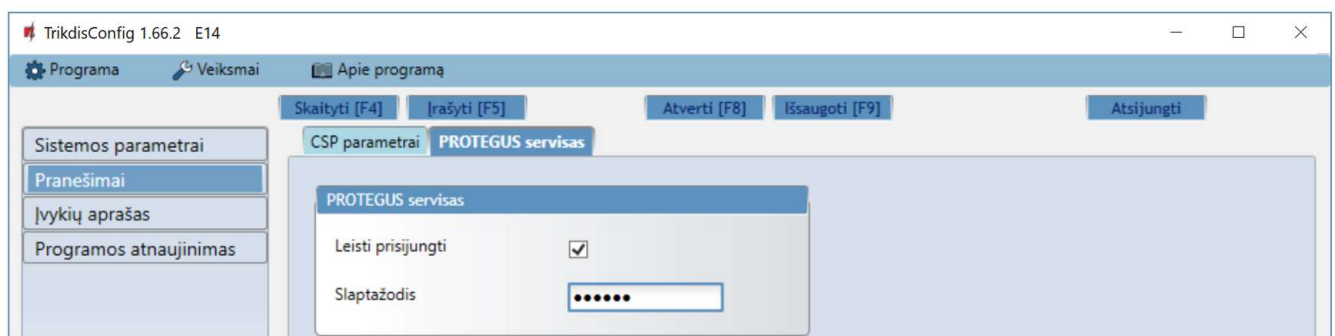 TrikdisConfig 1.66.2 E14
Programa Veiksmai Apie programą
Skaityti [F4] Įrašyti [F5] Atverti [F8] Išsaugoti [F9] Atsijungti
Sistemos parametrai
Pranešimai
Įvykių aprašas
Programos atnaujinimas
CSP parametrai PROTEGUS servisas
PROTEGUS servisas
Leisti prisijungti
Slaptažodis ••••••